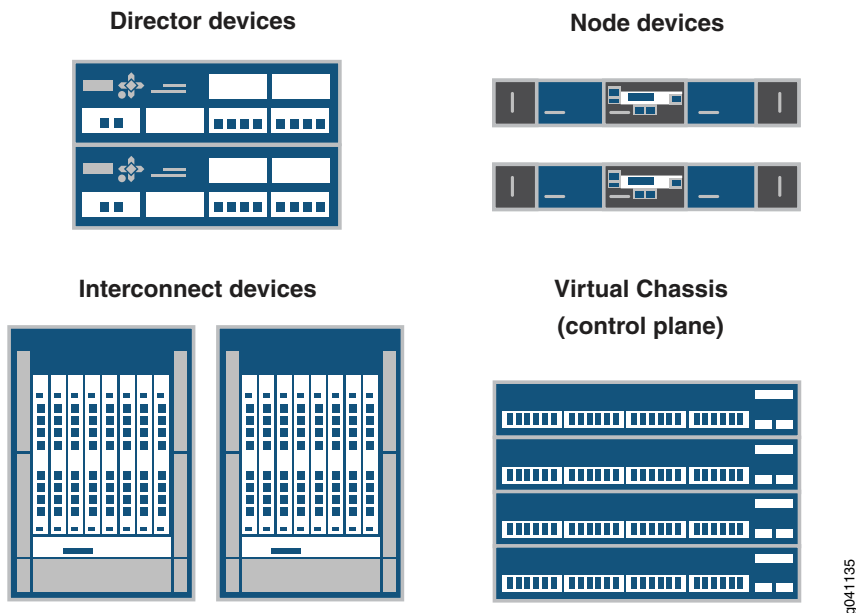 Director devices
Node devices
Interconnect devices
Virtual Chassis
(control plane)
g041135